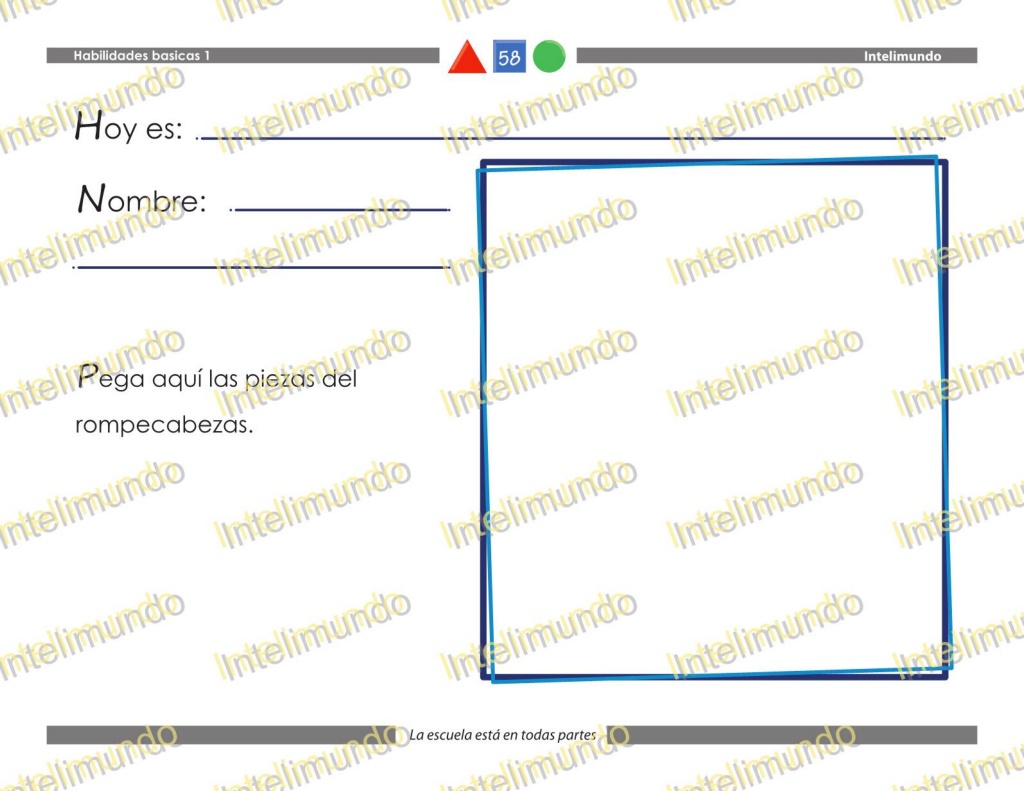 Habilidades basicas 1
58
Intelimundo
Hoy es:
Nombre:
Pega aquí las piezas del
rompecabezas.
La escuela está en todas partes
Intelimundo